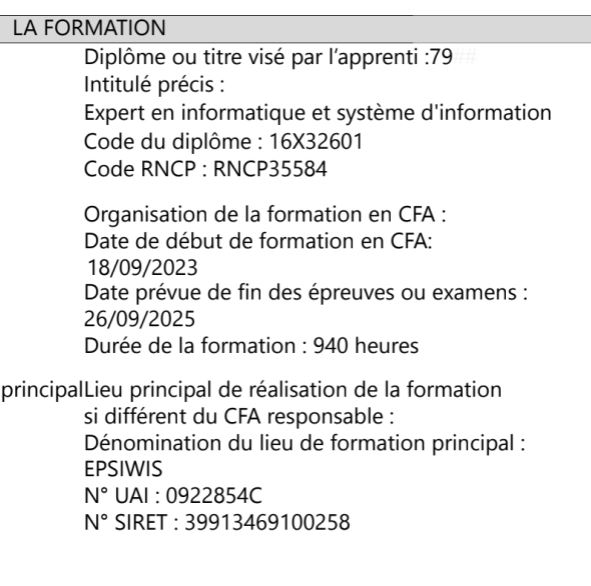 LA FORMATION
Diplôme ou titre visé par l'apprenti :79##
Intitulé précis :
Expert en informatique et système d'information
Code du diplôme : 16X32601
Code RNCP : RNCP35584
Organisation de la formation en CFA :
Date de début de formation en CFA:
18/09/2023
Date prévue de fin des épreuves ou examens :
26/09/2025
Durée de la formation : 940 heures
principalLieu principal de réalisation de la formation
si différent du CFA responsable :
Dénomination du lieu de formation principal :
EPSIWIS
N° UAI : 0922854C
N° SIRET : 39913469100258